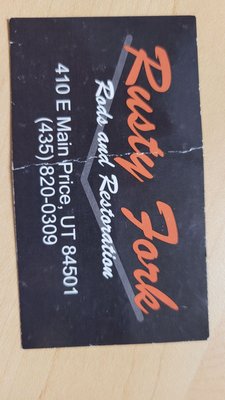 Rusty Fork
Rods and Restoration
410 E Main Price, UT 84501
(435) 820-0309